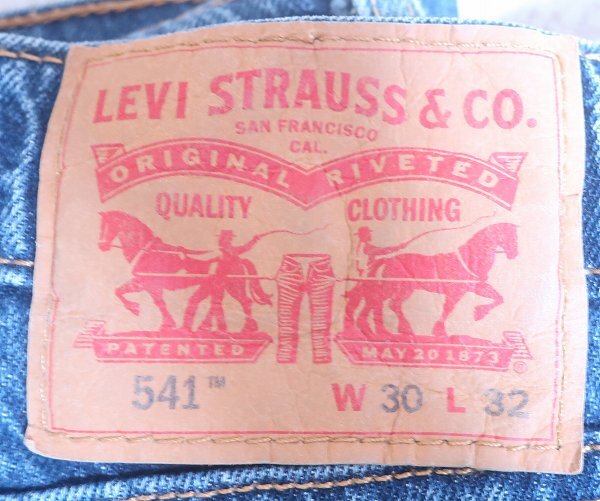 LEVI STRAUSS & CO.
SAN FRANCISCO
CAL.
ORIGINAL RIVETED
QUALITY CLOTHING
PATENTED MAY 20 1873 ®
541™ W 30 L 32